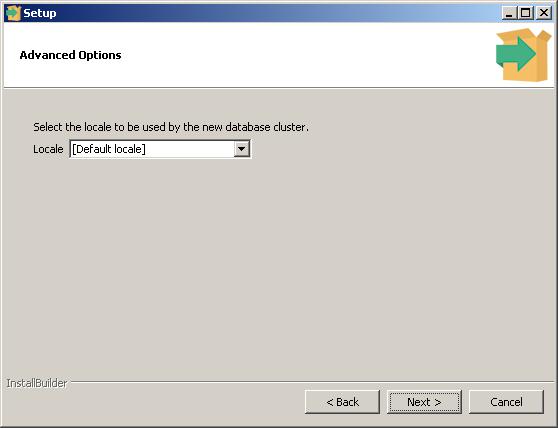 Setup
Advanced Options
Select the locale to be used by the new database cluster.
Locale [Default locale]
InstallBuilder
< Back Next > Cancel